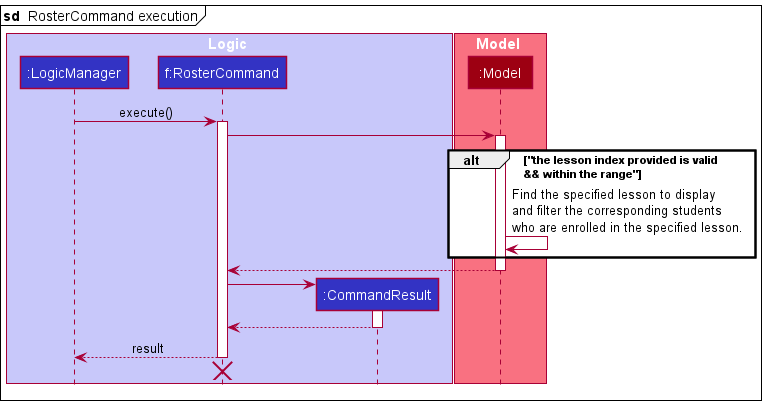 sd RosterCommand execution
Logic
Model
:LogicManager
f:RosterCommand
:Model
execute()
alt
["the lesson index provided is valid
&& within the range"]
Find the specified lesson to display
and filter the corresponding students
who are enrolled in the specified lesson.
:CommandResult
result